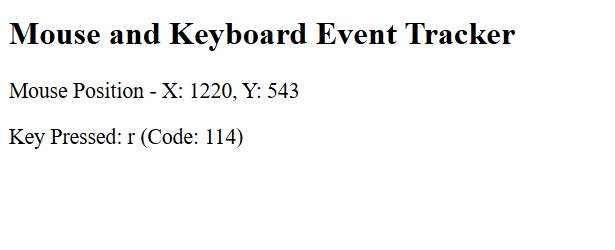 Mouse and Keyboard Event Tracker
Mouse Position - X: 1220, Y: 543
Key Pressed: r (Code: 114)